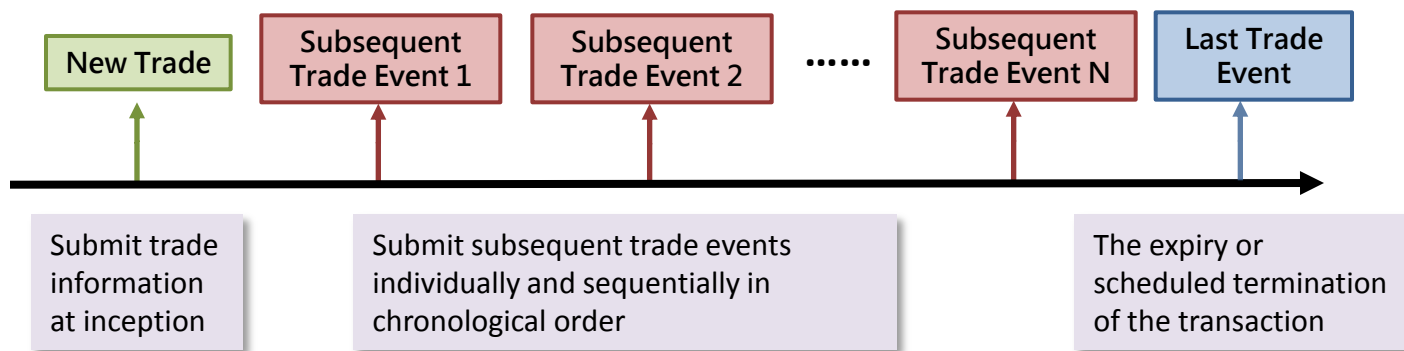 New Trade
Subsequent
Trade Event 1
Subsequent
Trade Event 2
......
Subsequent
Trade Event N
Last Trade
Event
Submit trade
information
at inception
Submit subsequent trade events
individually and sequentially in
chronological order
The expiry or
scheduled termination
of the transaction